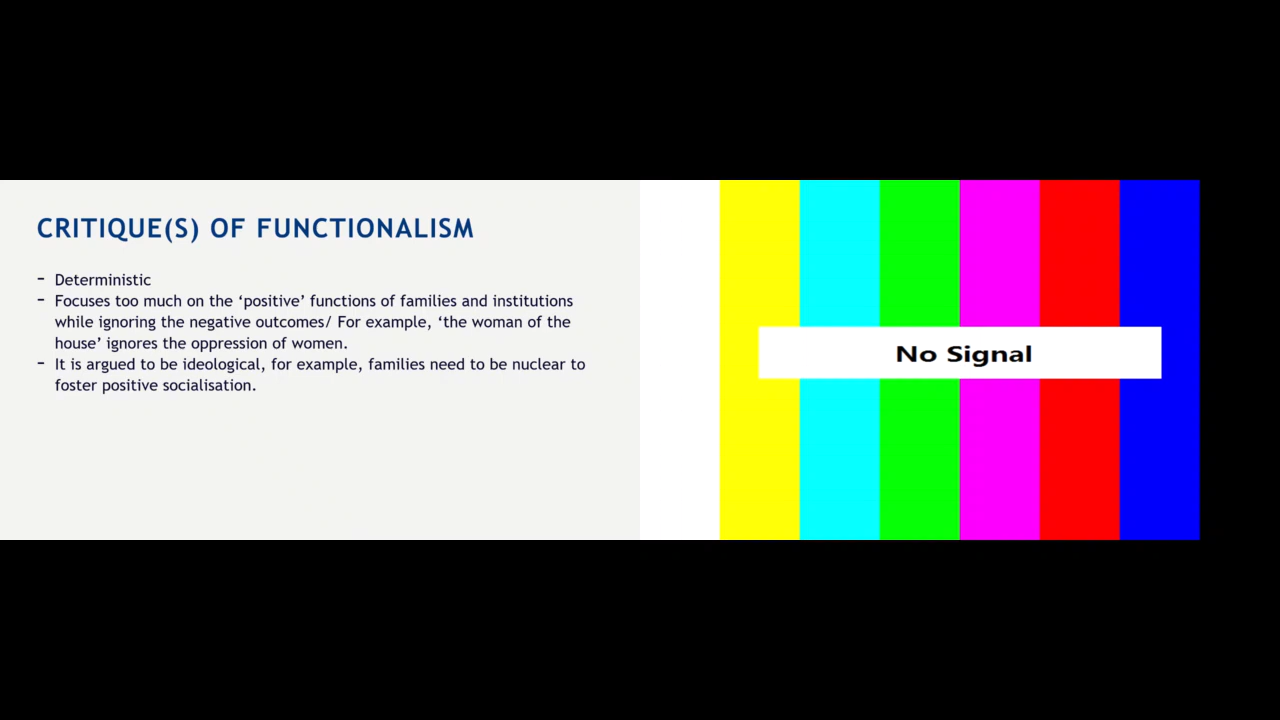 CRITIQUE(S) OF FUNCTIONALISM
– Deterministic
– Focuses too much on the ‘positive’ functions of families and institutions
while ignoring the negative outcomes/ For example, ‘the woman of the
house’ ignores the oppression of women.
– It is argued to be ideological, for example, families need to be nuclear to
foster positive socialisation.
No Signal